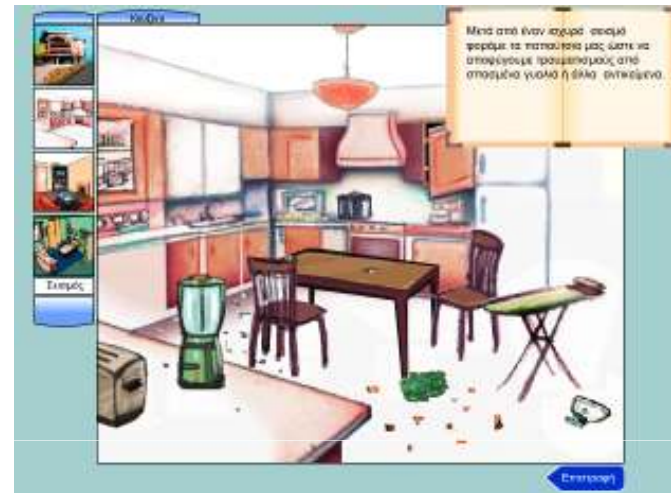 Κουζίνα
Μετά από έναν ισχυρό σεισμό
φοράμε τα παπούτσια μας ώστε να
αποφύγουμε τραυματισμούς από
σπασμένα γυαλιά ή άλλα αντικείμενα.
Σεισμός
Επιστροφή